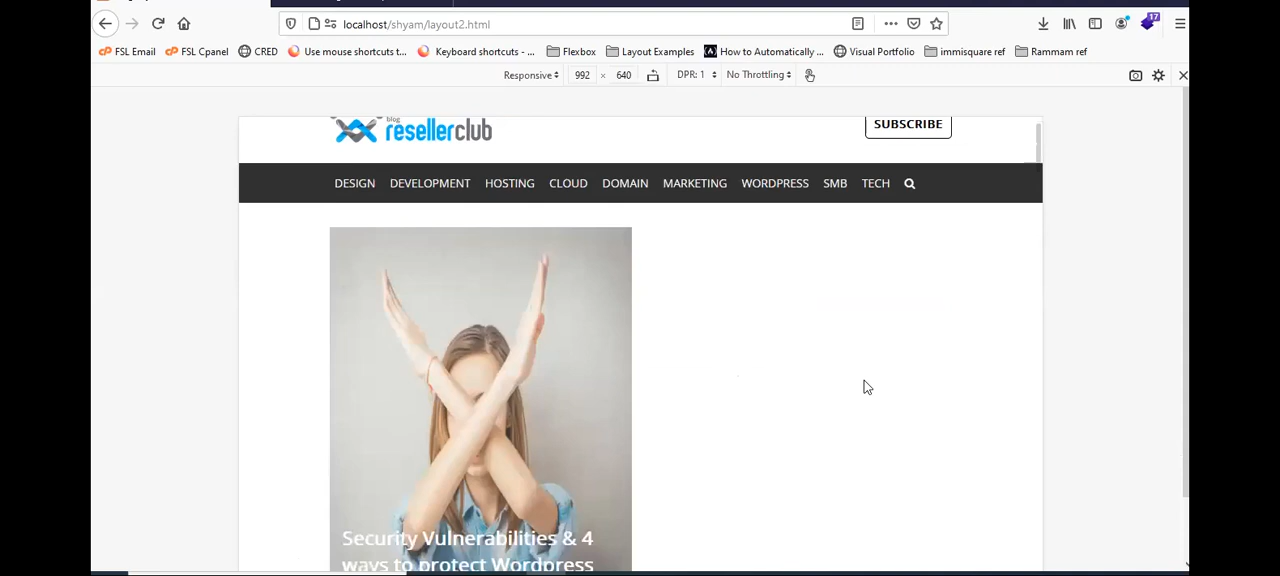 localhost/shyam/layout2.html
17
FSL Email
FSL Cpanel
CRED
Use mouse shortcuts t...
Keyboard shortcuts - ...
Flexbox
Layout Examples
How to Automatically ...
Visual Portfolio
immisquare ref
Rammam ref
Responsive
992 × 640
DPR: 1
No Throttling
blog
resellerclub
SUBSCRIBE
DESIGN DEVELOPMENT HOSTING CLOUD DOMAIN MARKETING WORDPRESS SMB TECH
Security Vulnerabilities & 4
ways to protect Wordpress